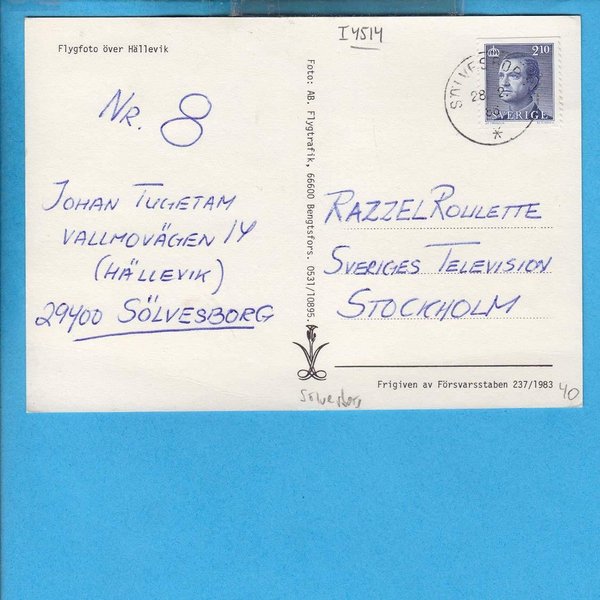 Flygfoto över Hällevik
I4514
NR. 8
JOHAN TUGETAM
VALLMOVÄGEN 14
(HÄLLEVIK)
29400 SÖLVESBORG
Foto: AB. Flygtrafik, 66600 Bengtsfors. 0531/10895.
210
SVERIGE
SÖLVESBORG
28
RAZZEL ROULETTE
SVERIGES TELEVISION
STOCKHOLM
Frigiven av Försvarsstaben 237/1983
40
Sölvesborg